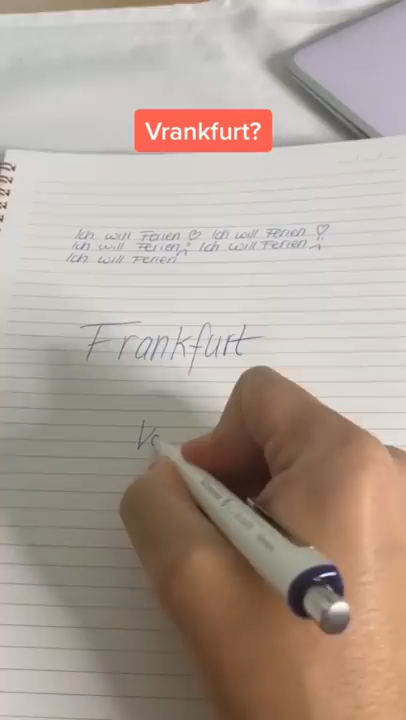 Vrankfurt?
Ich will Ferien ♡ Ich will Ferien ♡
Ich will Ferien Ich will Ferien
Ich will Ferien
Frankfurt